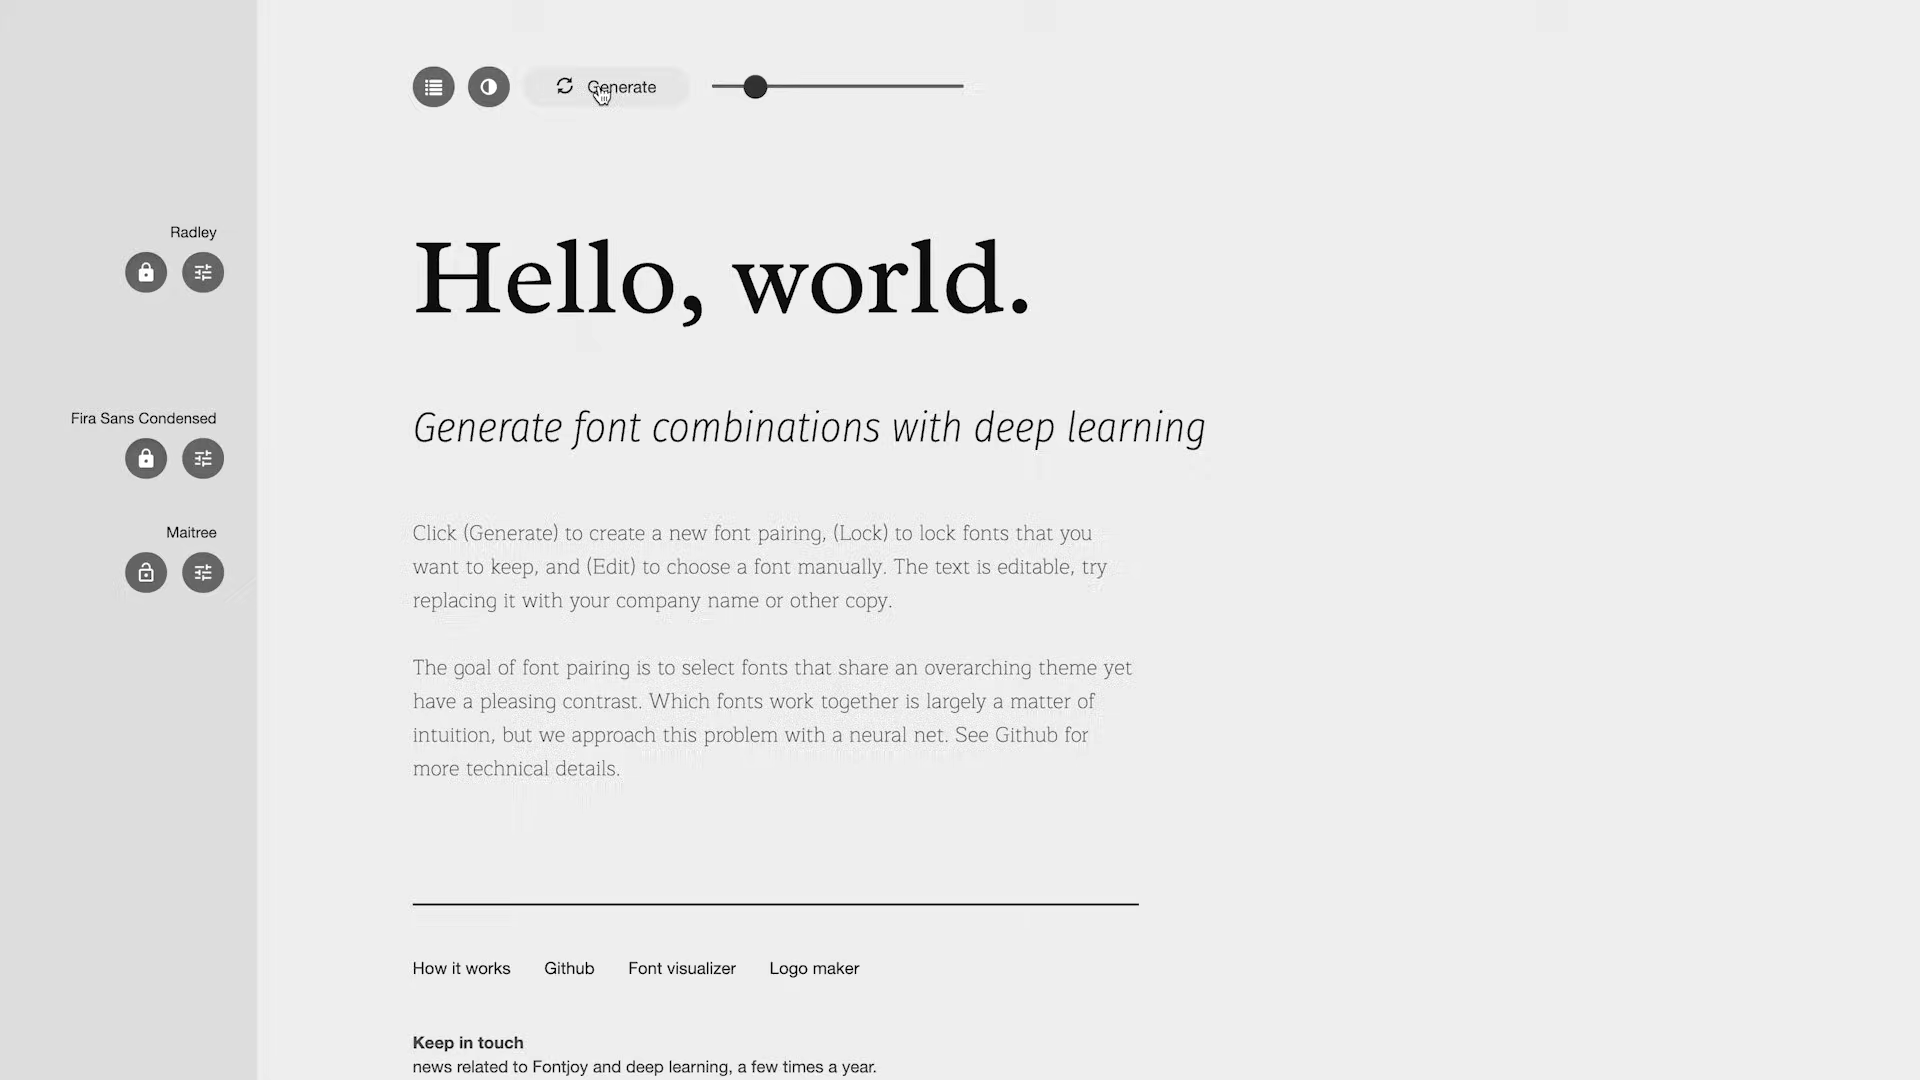 Generate
Radley
Hello, world.
Fira Sans Condensed
Generate font combinations with deep learning
Maitree
Click (Generate) to create a new font pairing, (Lock) to lock fonts that you
want to keep, and (Edit) to choose a font manually. The text is editable, try
replacing it with your company name or other copy.
The goal of font pairing is to select fonts that share an overarching theme yet
have a pleasing contrast. Which fonts work together is largely a matter of
intuition, but we approach this problem with a neural net. See Github for
more technical details.
How it works Github Font visualizer Logo maker
Keep in touch
news related to Fontjoy and deep learning, a few times a year.